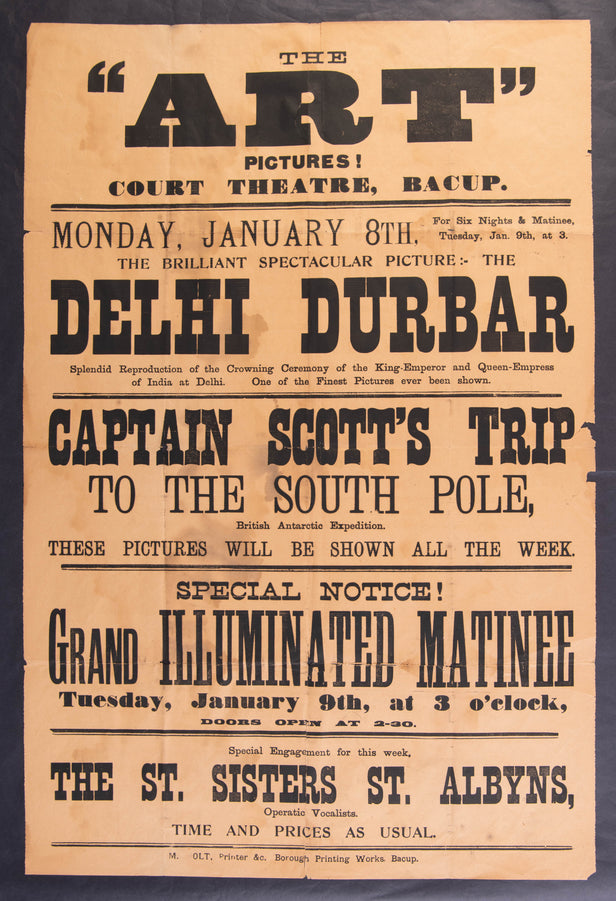 THE
"ART"
PICTURES!
COURT THEATRE, BACUP.
MONDAY, JANUARY 8TH,
For Six Nights & Matinee,
Tuesday, Jan. 9th, at 3.
THE BRILLIANT SPECTACULAR PICTURE:- THE
DELHI DURBAR
Splendid Reproduction of the Crowning Ceremony of the King-Emperor and Queen-Empress
of India at Delhi. One of the Finest Pictures ever been shown.
CAPTAIN SCOTT'S TRIP
TO THE SOUTH POLE,
British Antarctic Expedition.
THESE PICTURES WILL BE SHOWN ALL THE WEEK.
SPECIAL NOTICE!
GRAND ILLUMINATED MATINEE
Tuesday, January 9th, at 3 o'clock,
DOORS OPEN AT 2-30.
Special Engagement for this week,
THE ST. SISTERS ST. ALBYNS,
Operatic Vocalists.
TIME AND PRICES AS USUAL.
M. Printer &c. Borough Printing Works, Bacup.